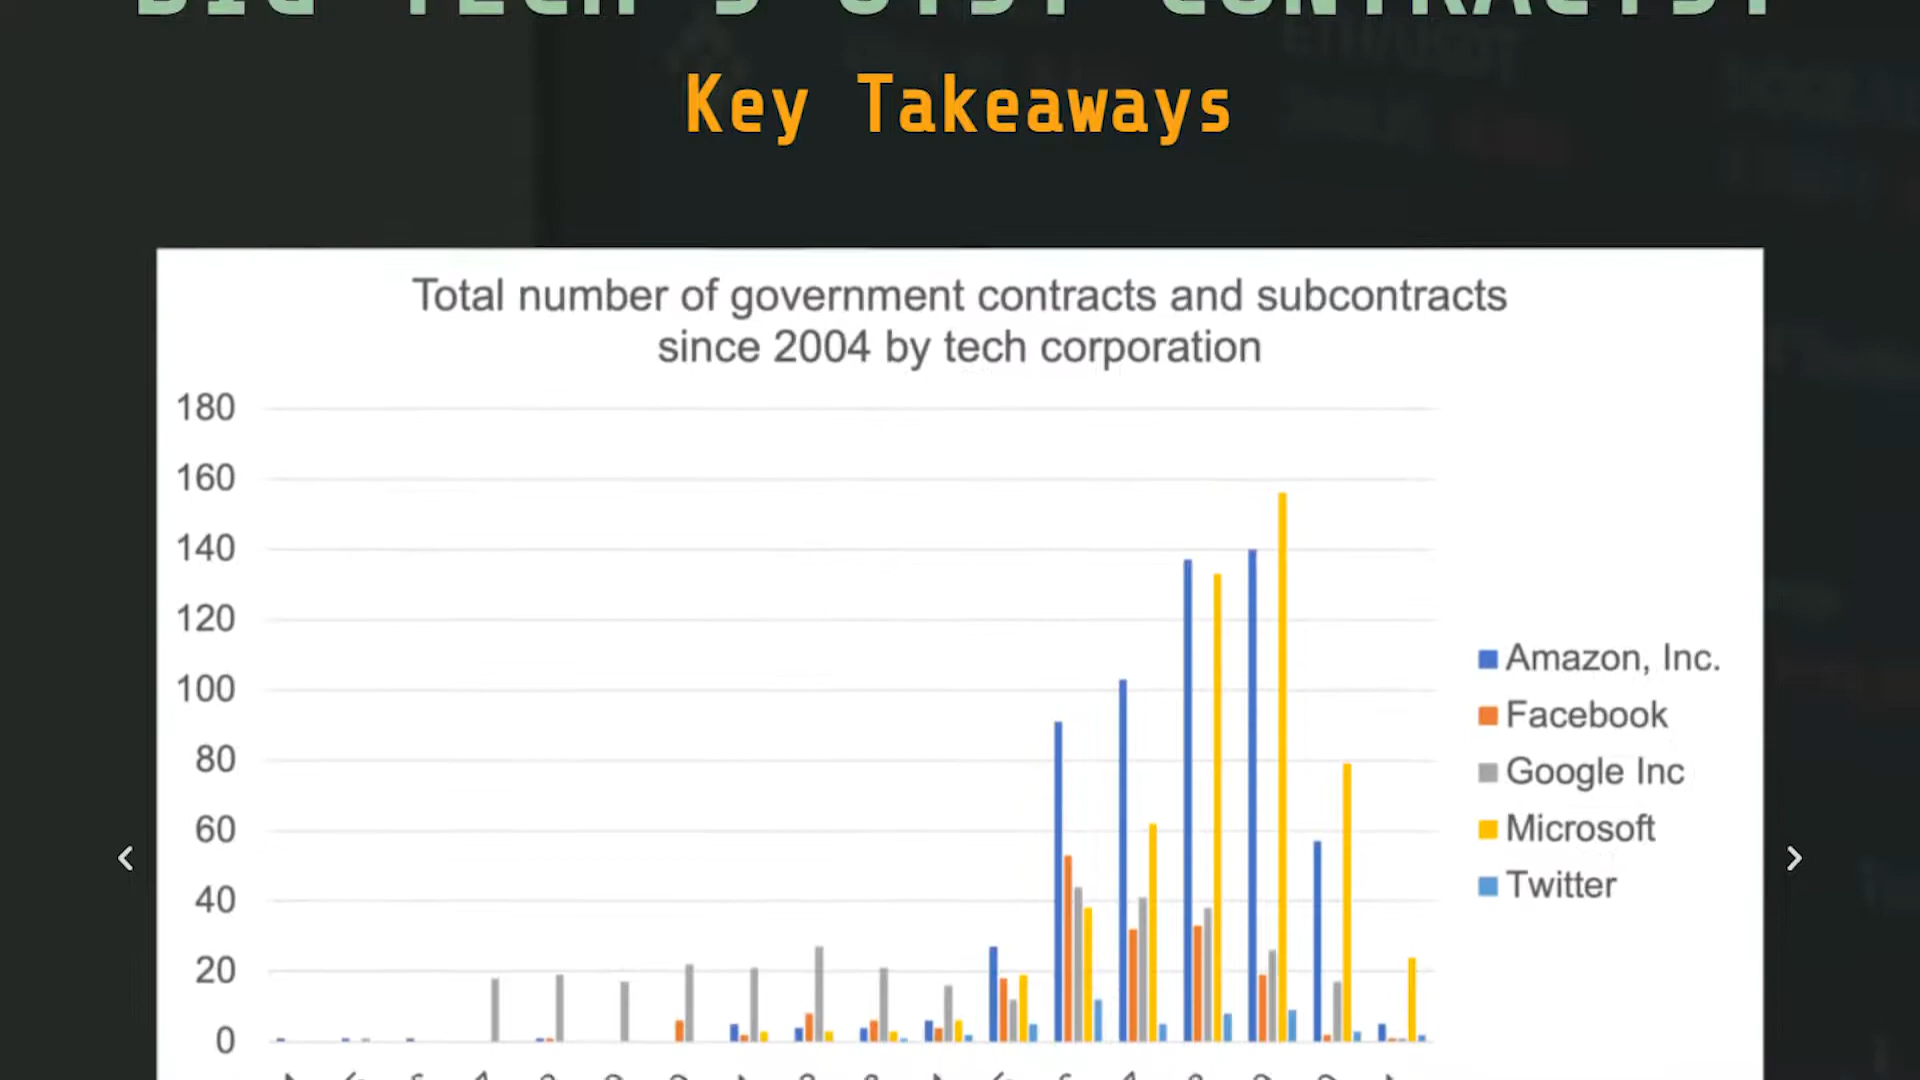 Key Takeaways
Total number of government contracts and subcontracts
since 2004 by tech corporation
180
160
140
120
100
80
60
40
20
0
Amazon, Inc.
Facebook
Google Inc
Microsoft
Twitter